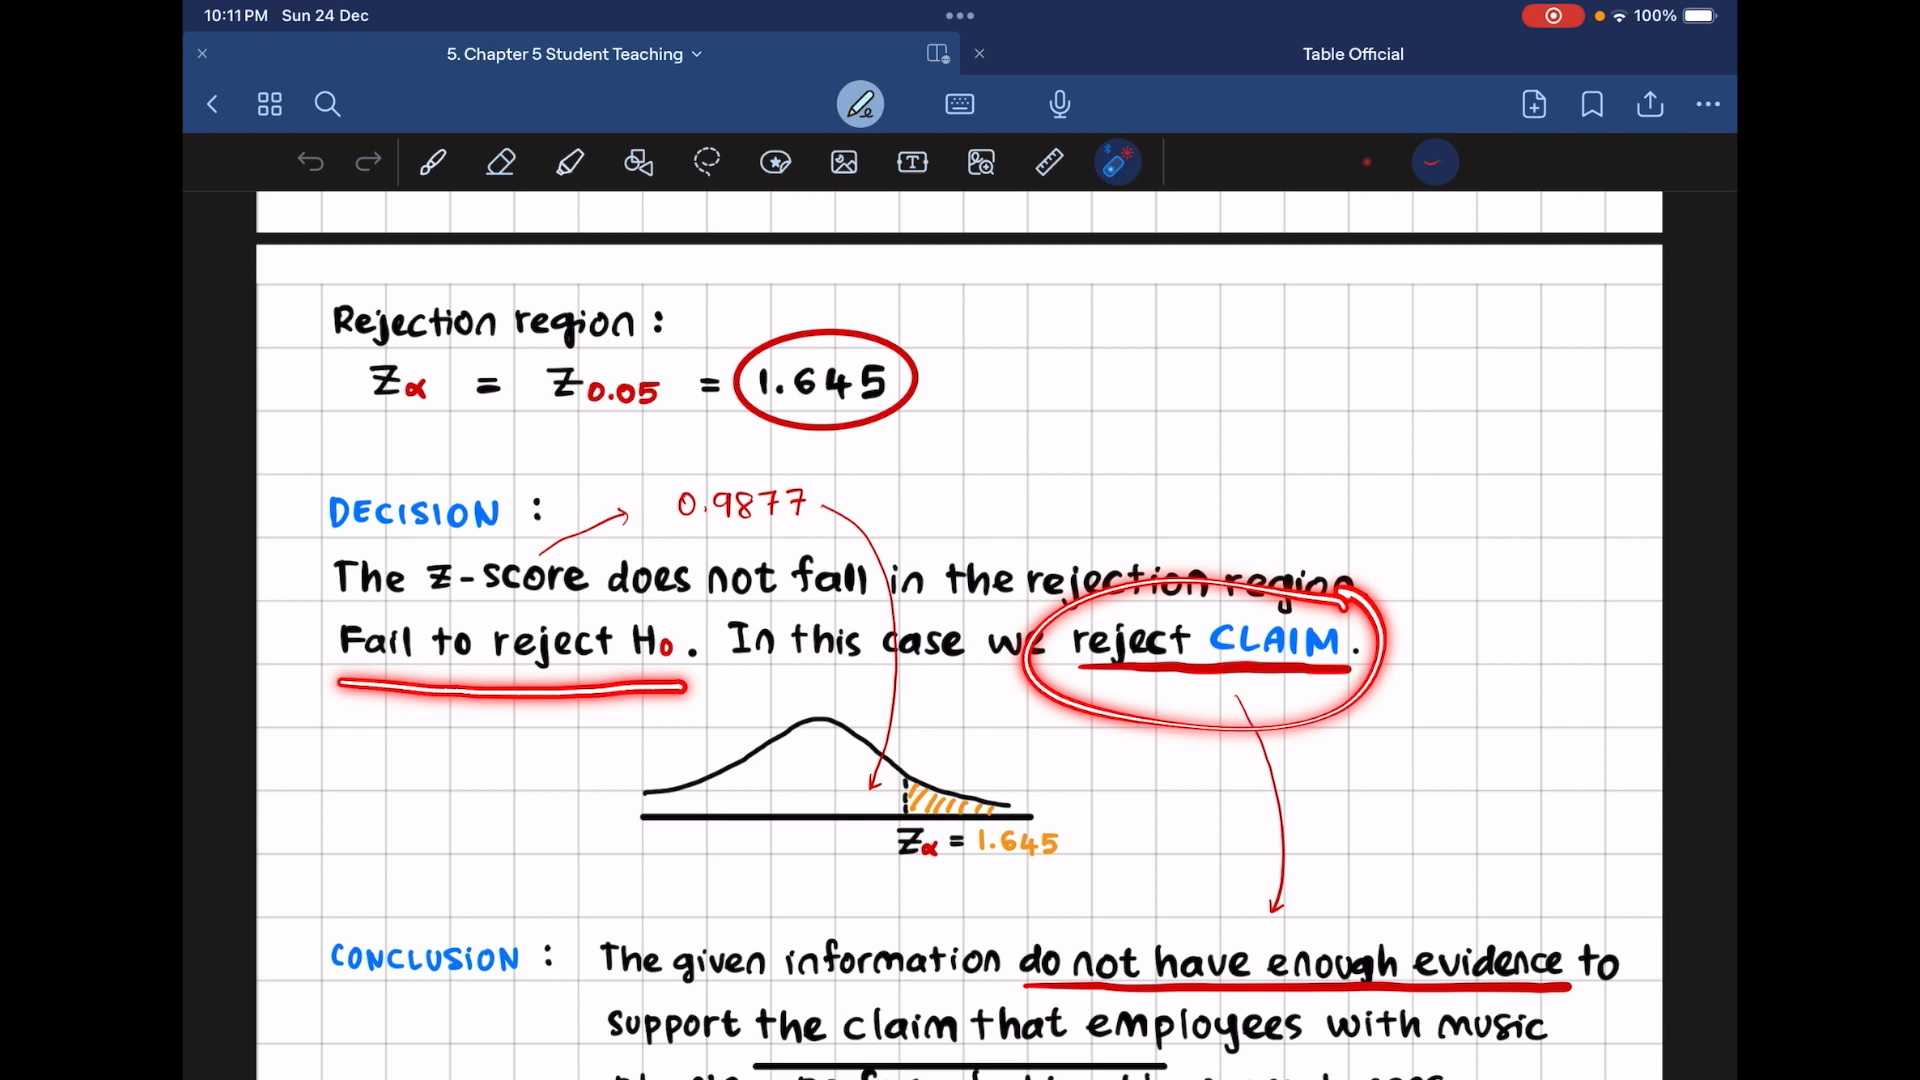 10:11 PM Sun 24 Dec
100%
5. Chapter 5 Student Teaching
Table Official
Rejection region :
Zα = Z0.05 = 1.645
DECISION : 0.9877
The Z-score does not fall in the rejection region
Fail to reject H0. In this case we reject CLAIM.
Zα = 1.645
CONCLUSION : The given information do not have enough evidence to
support the claim that employees with music